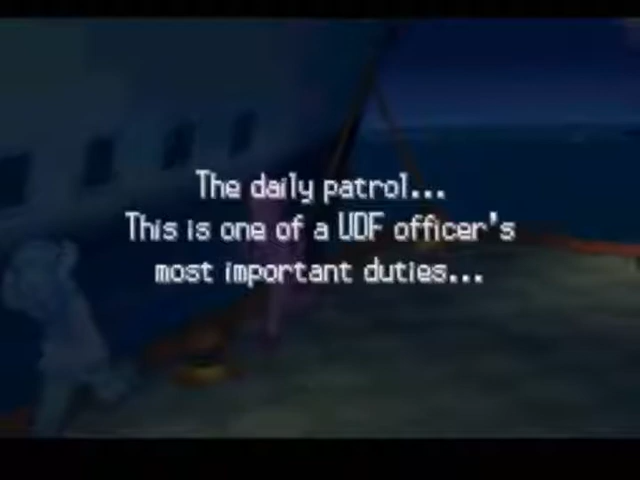 The daily patrol...
This is one of a UDF officer's
most important duties...